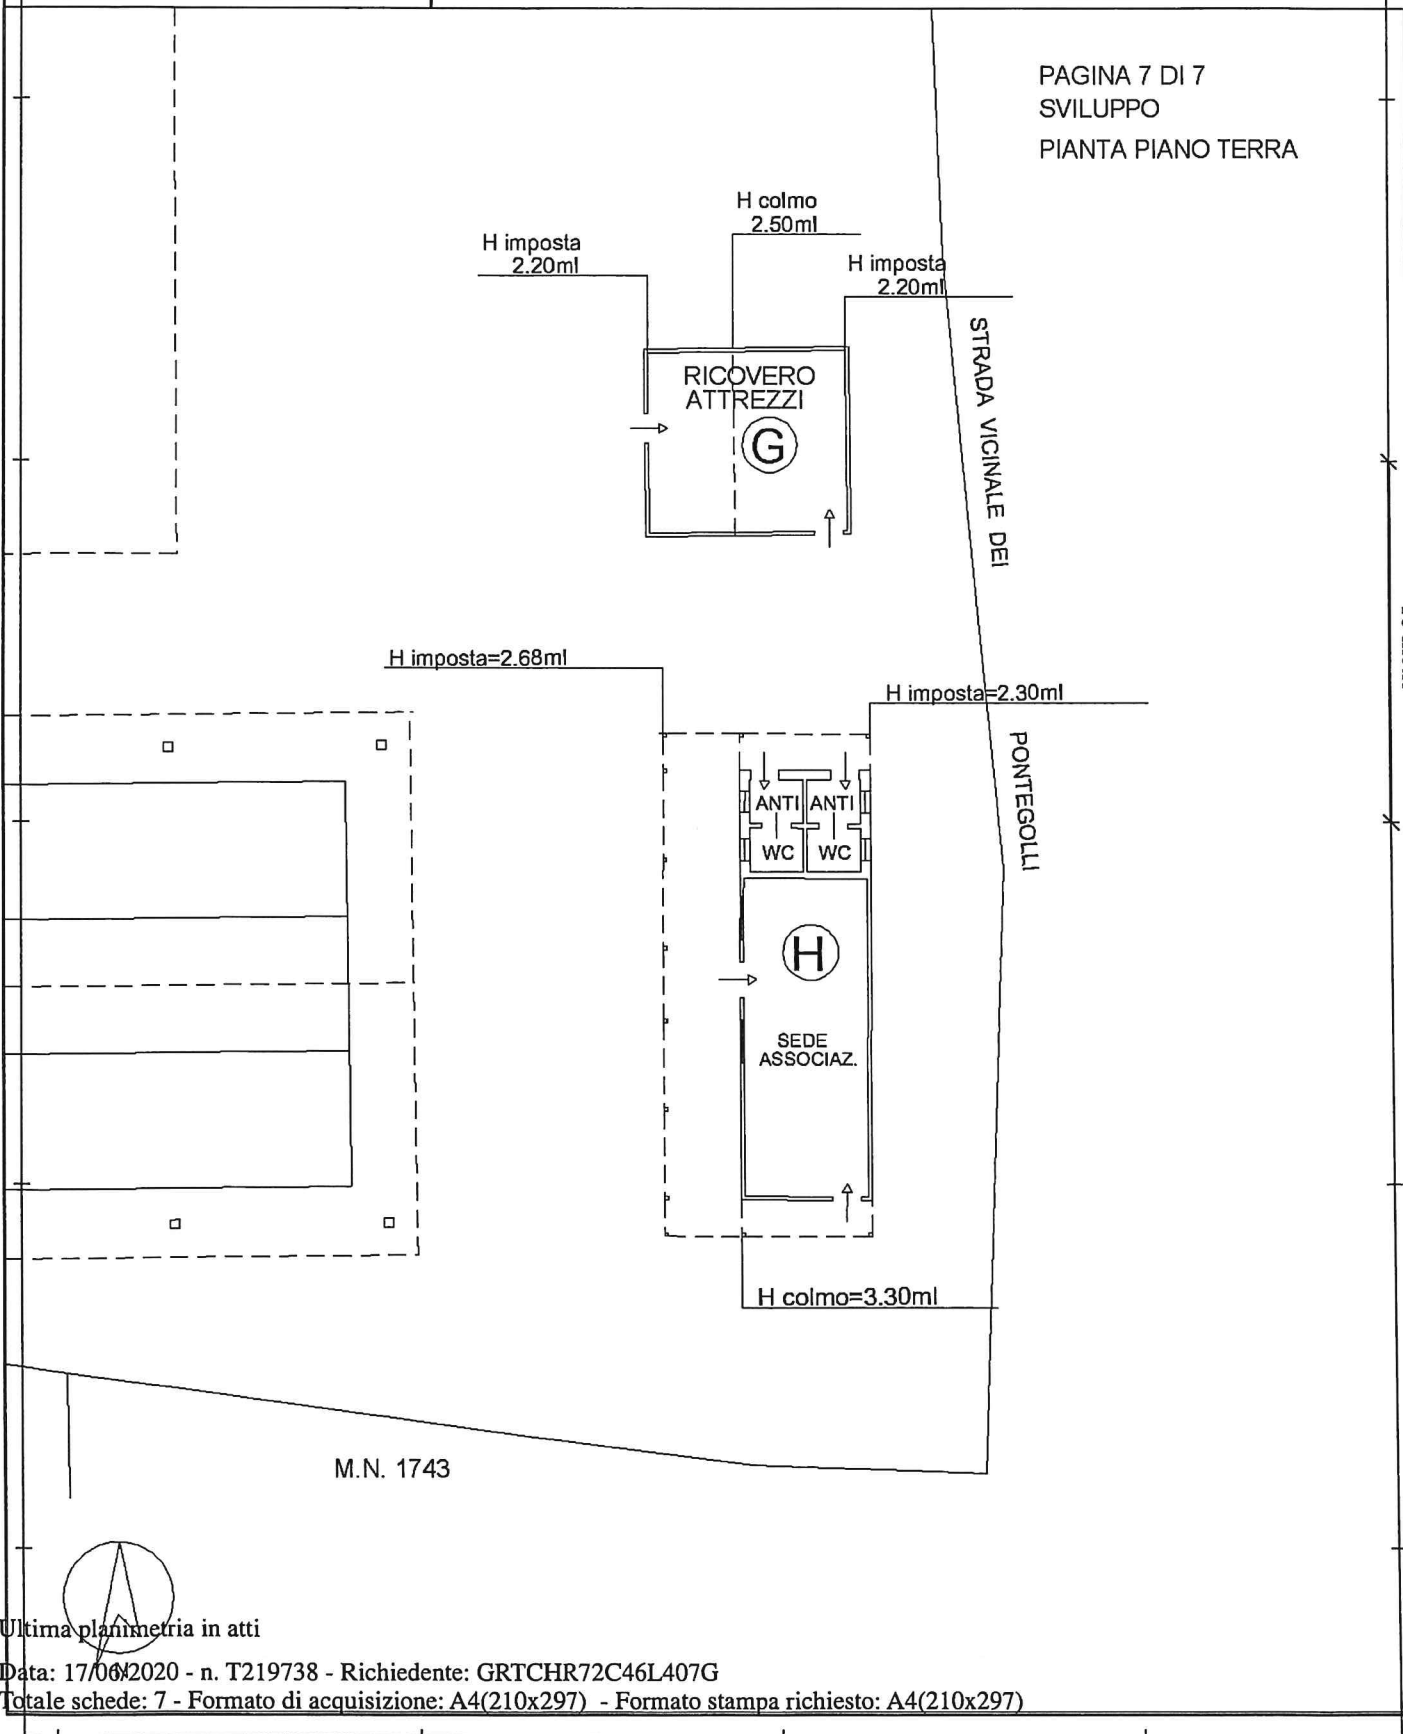 PAGINA 7 DI 7
SVILUPPO
PIANTA PIANO TERRA
H colmo
2.50ml
H imposta
2.20ml
H imposta
2.20ml
RICOVERO
ATTREZZI
G
STRADA VICINALE DEI
PONTEGOLLI
H imposta=2.68ml
H imposta=2.30ml
ANTI
ANTI
WC
WC
H
SEDE
ASSOCIAZ.
H colmo=3.30ml
M.N. 1743
N
Ultima planimetria in atti
Data: 17/06/2020 - n. T219738 - Richiedente: GRTCHR72C46L407G
Totale schede: 7 - Formato di acquisizione: A4(210x297) - Formato stampa richiesto: A4(210x297)